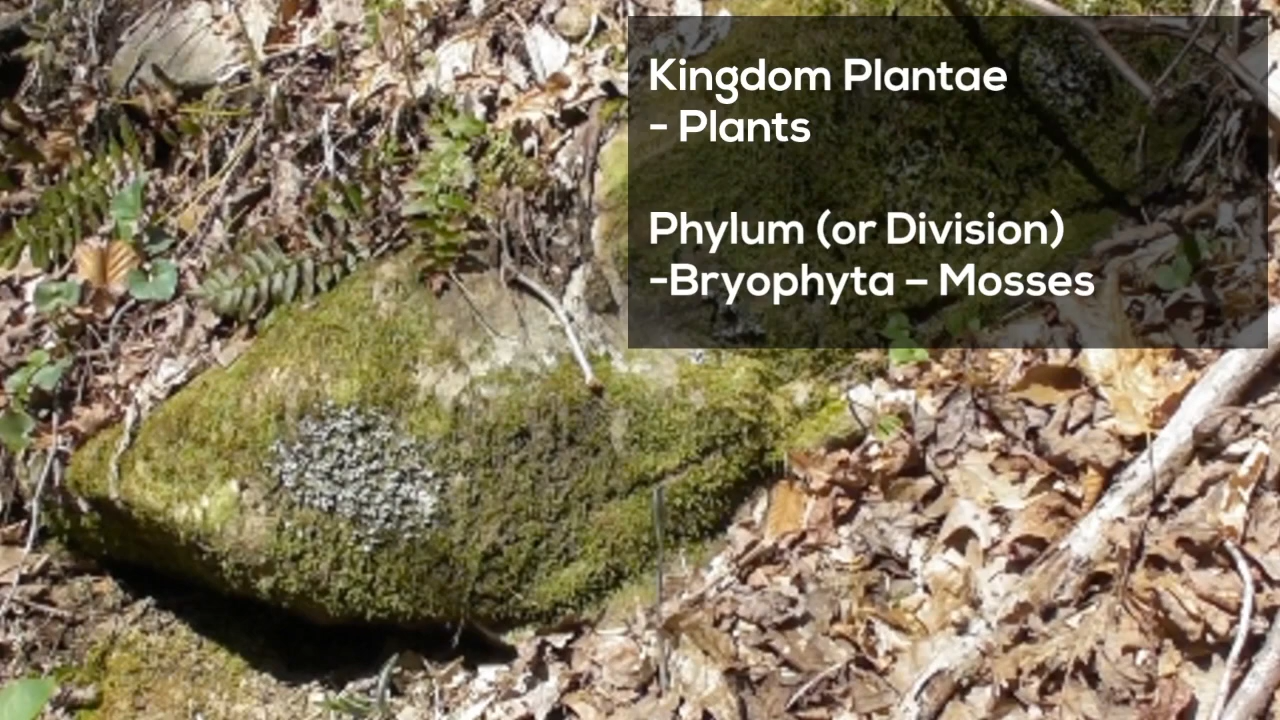 Kingdom Plantae
- Plants
Phylum (or Division)
-Bryophyta – Mosses